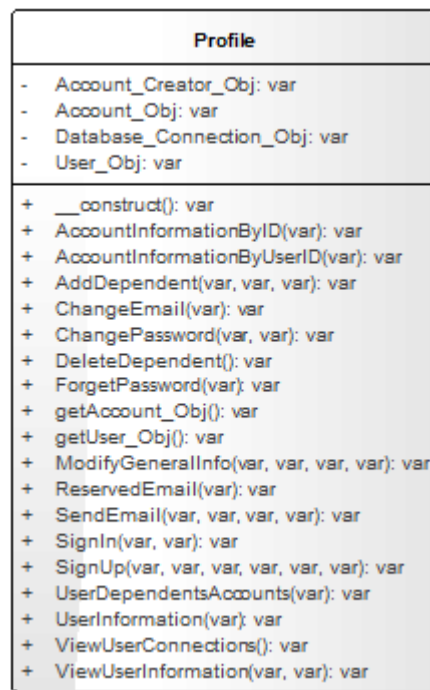 Profile
- Account_Creator_Obj: var
- Account_Obj: var
- Database_Connection_Obj: var
- User_Obj: var
+ __construct(): var
+ AccountInformationByID(var): var
+ AccountInformationByUserID(var): var
+ AddDependent(var, var, var): var
+ ChangeEmail(var): var
+ ChangePassword(var, var): var
+ DeleteDependent(): var
+ ForgetPassword(var): var
+ getAccount_Obj(): var
+ getUser_Obj(): var
+ ModifyGeneralInfo(var, var, var, var): var
+ ReservedEmail(var): var
+ SendEmail(var, var, var, var): var
+ SignIn(var, var): var
+ SignUp(var, var, var, var, var, var): var
+ UserDependentsAccounts(var): var
+ UserInformation(var): var
+ ViewUserConnections(): var
+ ViewUserInformation(var, var): var